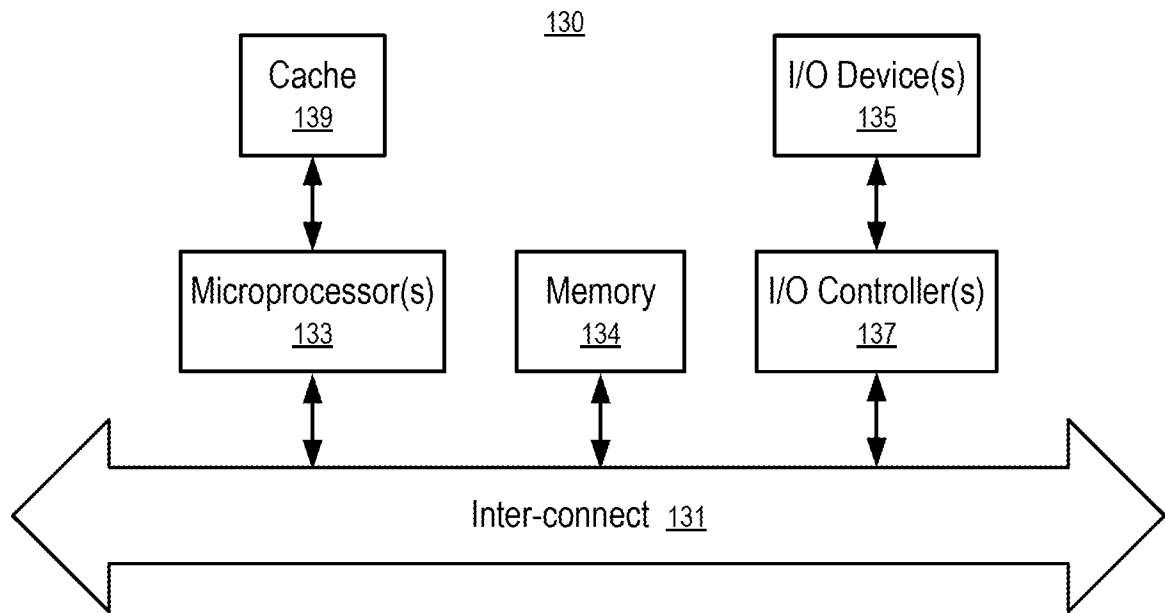 130
Cache
139
I/O Device(s)
135
Microprocessor(s)
133
Memory
134
I/O Controller(s)
137
Inter-connect 131